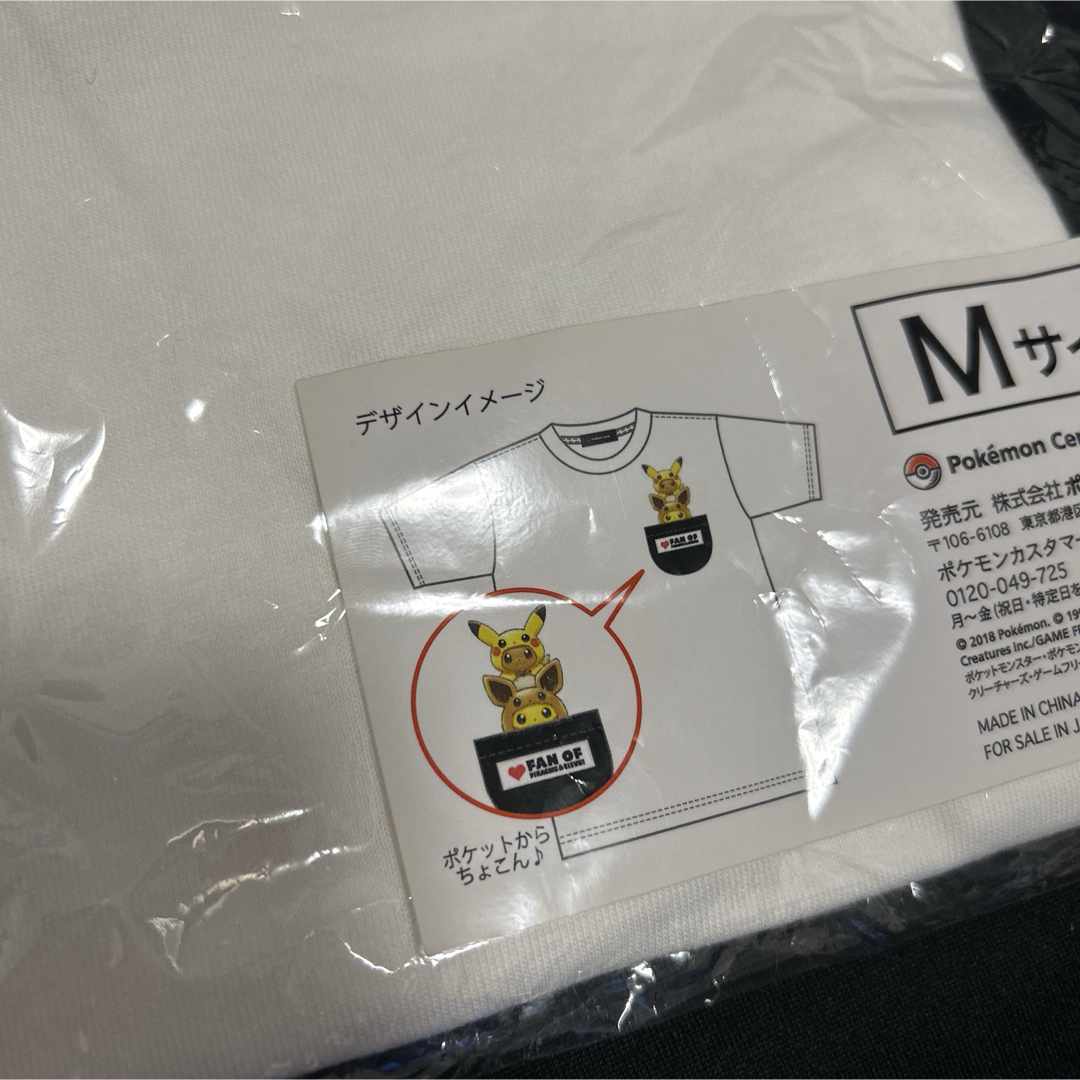 デザインイメージ
FAN OF
FAN OF
PIKACHU & EIEVUI
ポケットから
ちょこん♪
Mサイ
Pokémon Cen
発売元 株式会社ポ
〒106-6108 東京都港区
ポケモンカスタマー
0120-049-725
月～金(祝日・特定日を
© 2018 Pokémon. © 199
Creatures Inc./GAME FR
ポケットモンスター・ポケモン
クリーチャーズ・ゲームフリ
MADE IN CHINA
FOR SALE IN J